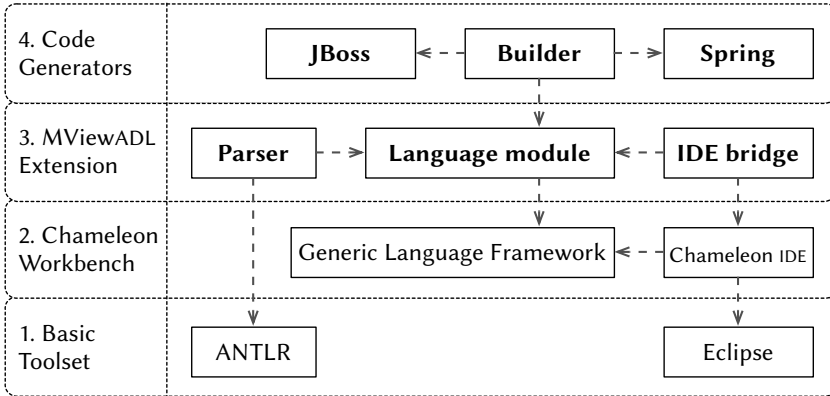 4. Code
Generators
JBoss
Builder
Spring
3. MViewADL
Extension
Parser
Language module
IDE bridge
2. Chameleon
Workbench
Generic Language Framework
Chameleon IDE
1. Basic
Toolset
ANTLR
Eclipse